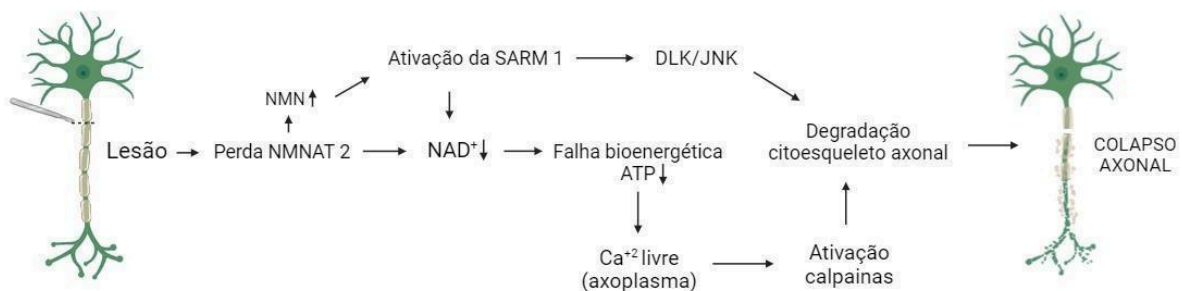 Ativação da SARM 1
DLK/JNK
NMN
Lesão
Perda NMNAT 2
NAD⁺
Falha bioenergética
ATP
Degradação
citoesqueleto axonal
COLAPSO
AXONAL
Ca⁺² livre
(axoplasma)
Ativação
calpainas